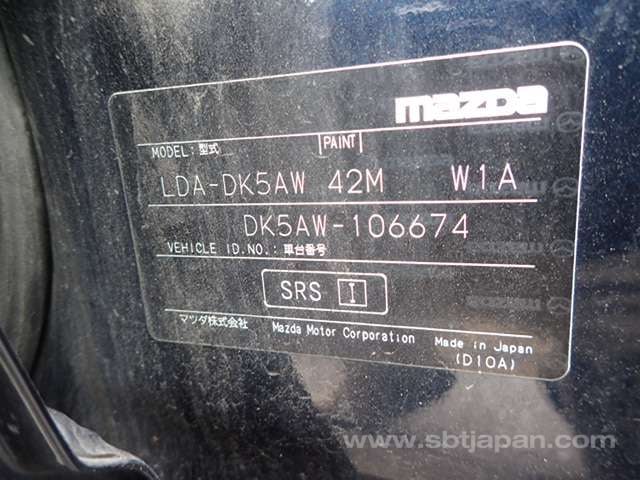 mazda
MODEL: 型式 PAINT
LDA-DK5AW 42M W1A
DK5AW-106674
VEHICLE ID.NO.: 車台番号
SRS I
マツダ株式会社 Mazda Motor Corporation Made in Japan
(D10A)
www.sbtjapan.com